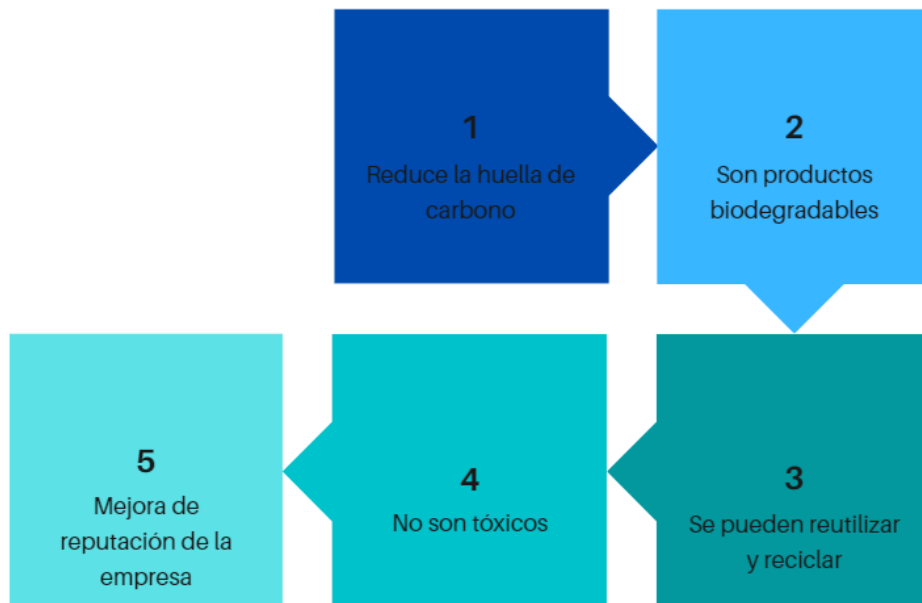 1
Reduce la huella de
carbono
2
Son productos
biodegradables
3
Se pueden reutilizar
y reciclar
4
No son tóxicos
5
Mejora de
reputación de la
empresa